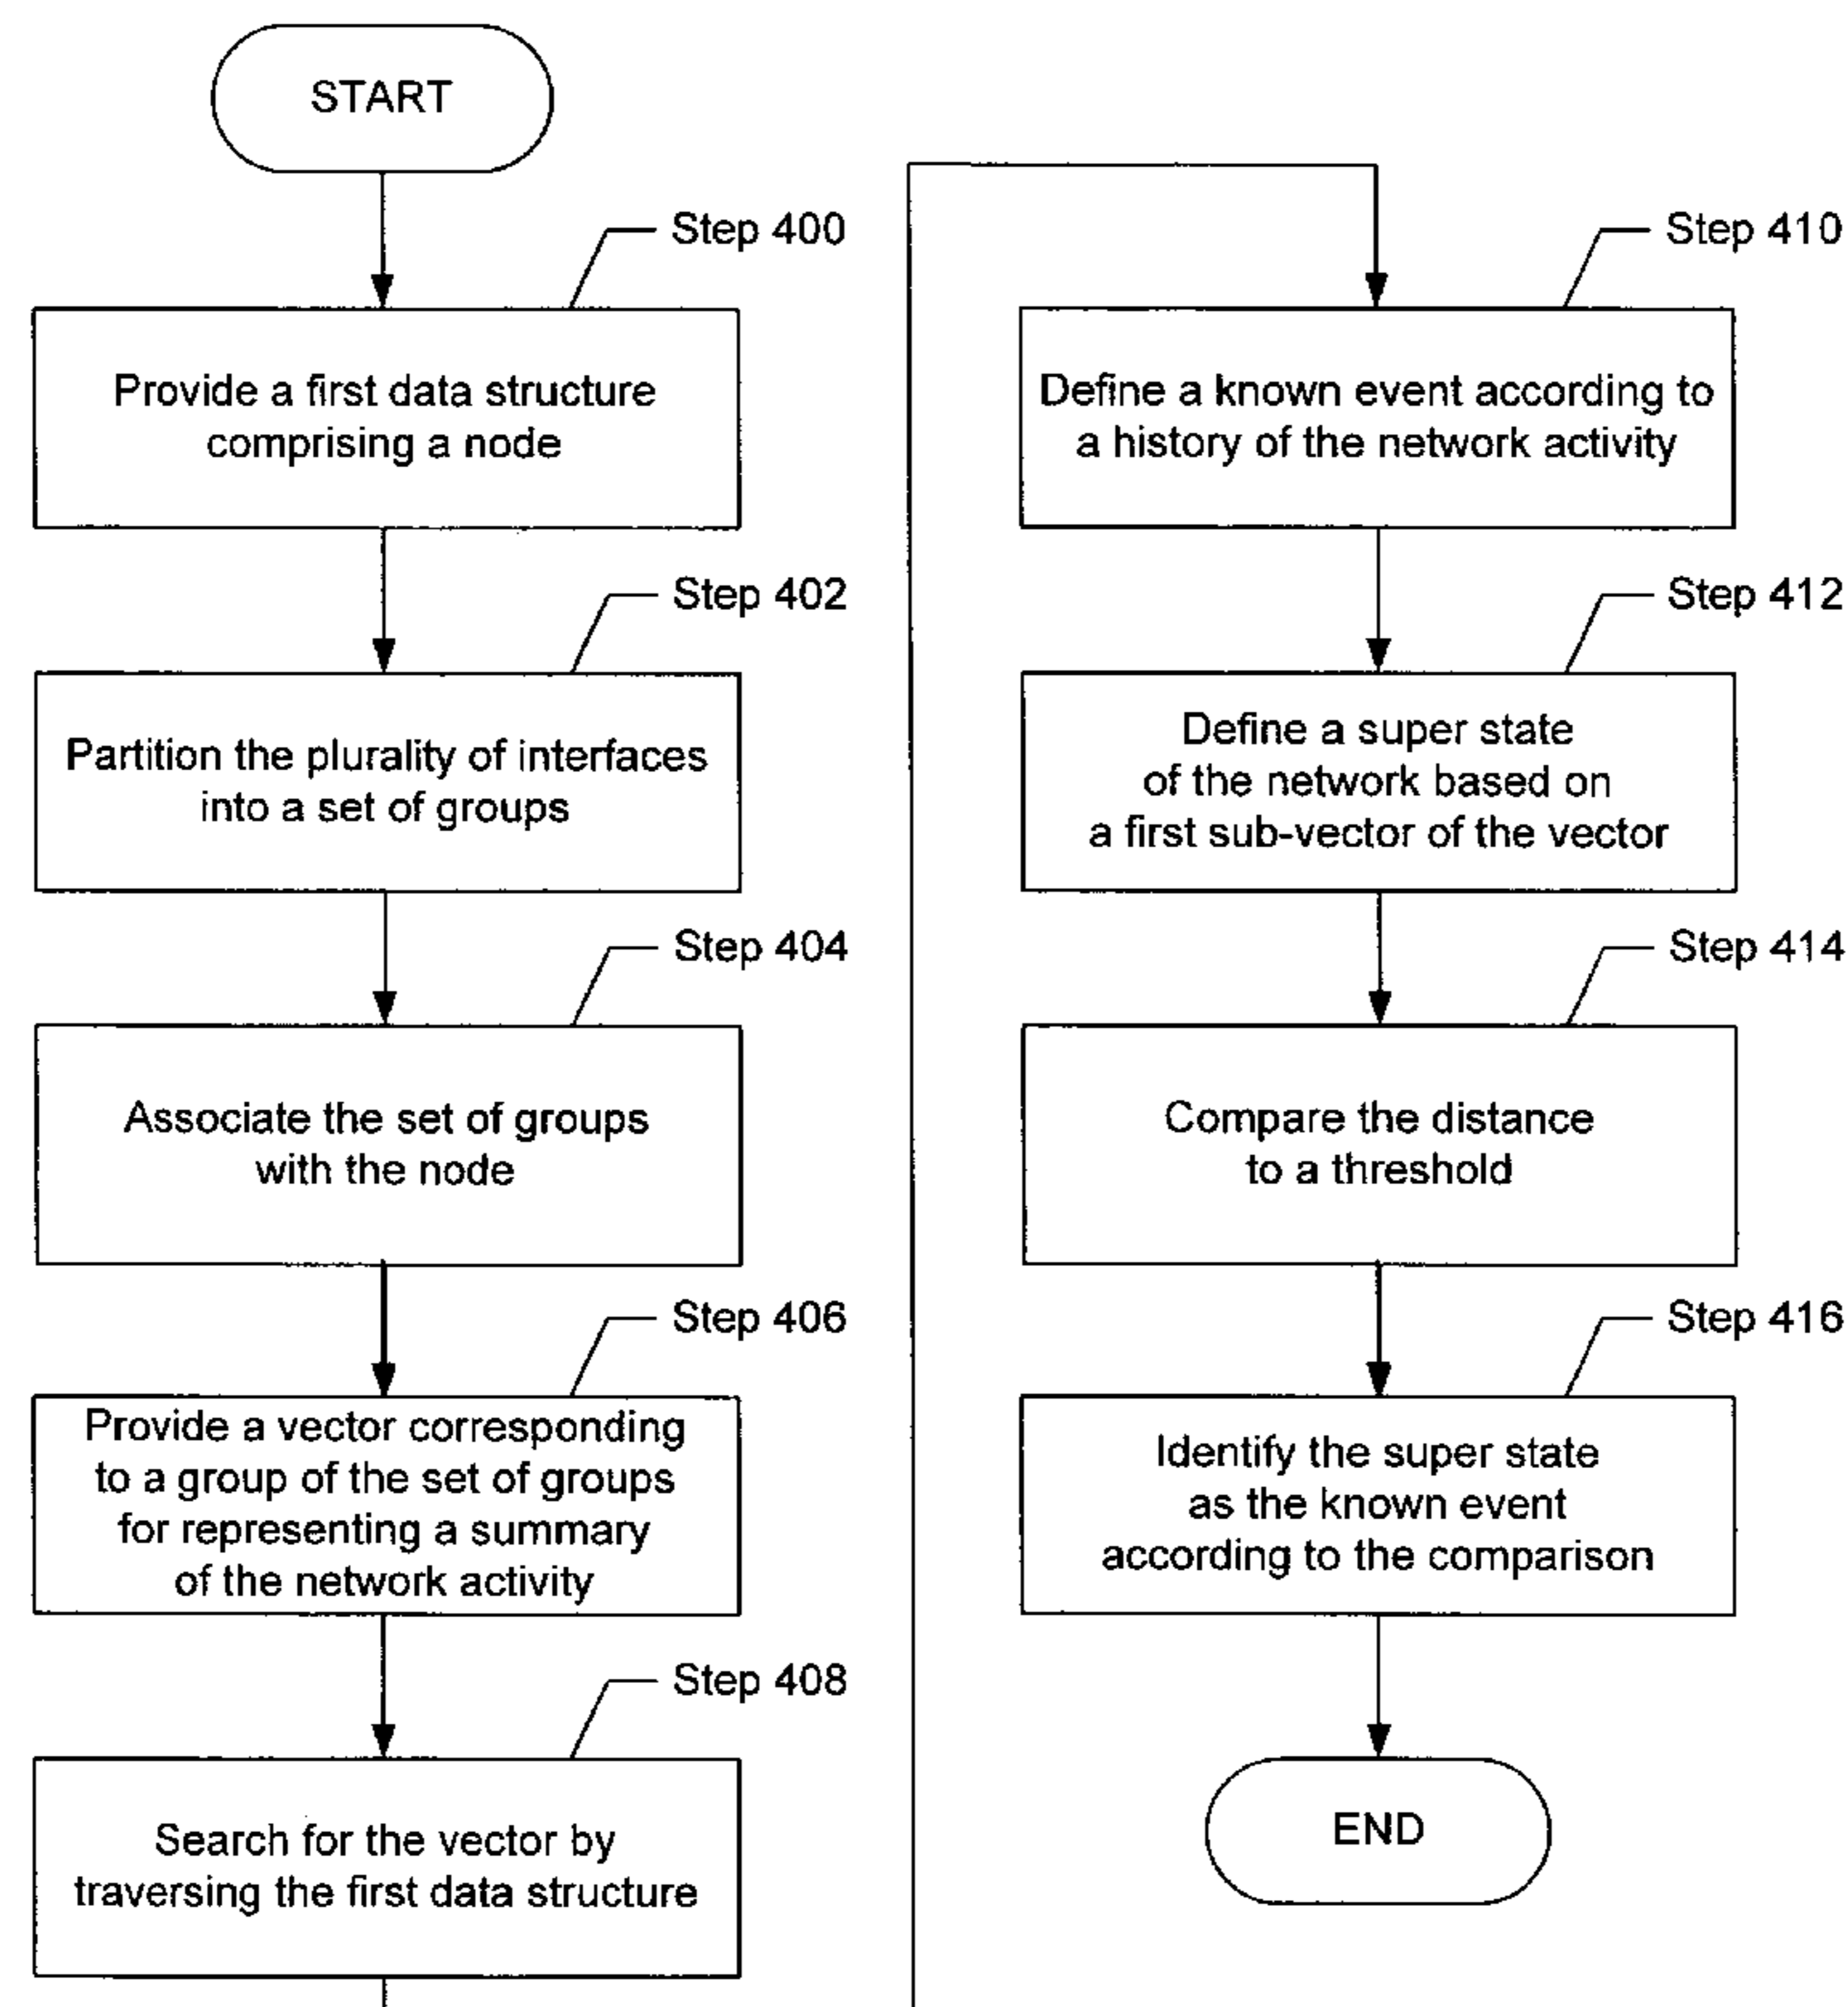 START
Step 400
Provide a first data structure
comprising a node
Step 402
Partition the plurality of interfaces
into a set of groups
Step 404
Associate the set of groups
with the node
Step 406
Provide a vector corresponding
to a group of the set of groups
for representing a summary
of the network activity
Step 408
Search for the vector by
traversing the first data structure
Step 410
Define a known event according to
a history of the network activity
Step 412
Define a super state
of the network based on
a first sub-vector of the vector
Step 414
Compare the distance
to a threshold
Step 416
Identify the super state
as the known event
according to the comparison
END